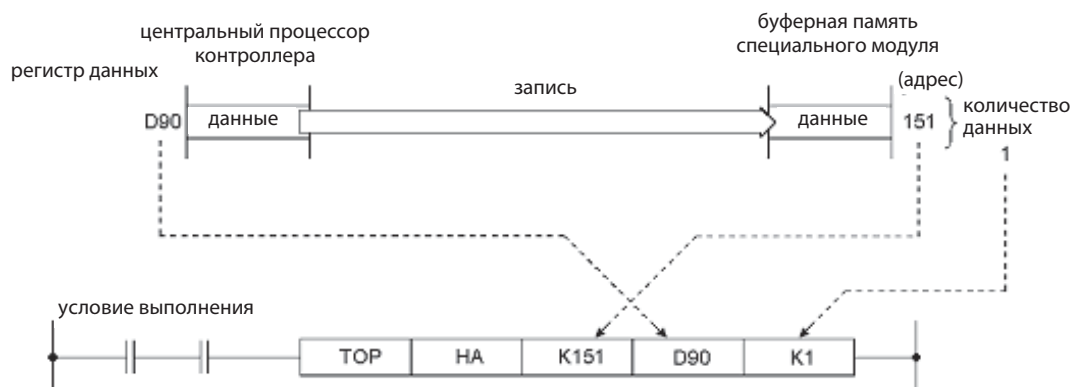 центральный процессор
контроллера
буферная память
специального модуля
регистр данных
запись
(адрес)
D90
данные
данные
151
количество
данных
1
условие выполнения
TOP
HA
K151
D90
K1